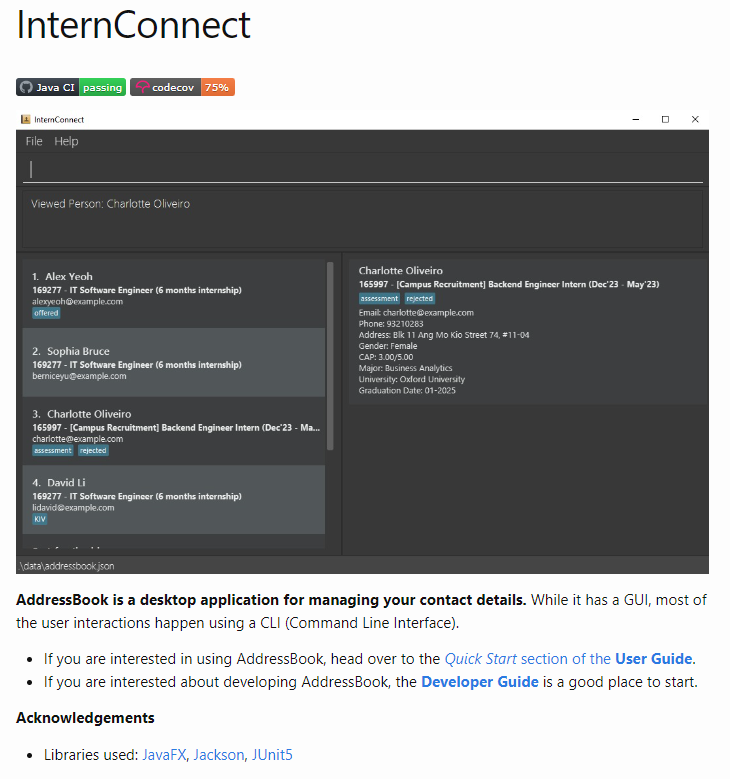 InternConnect
Java CI passing codecov 75%
InternConnect
File Help
Viewed Person: Charlotte Oliveiro
1. Alex Yeoh
169277 - IT Software Engineer (6 months internship)
alexyeoh@example.com
offered
2. Sophia Bruce
169277 - IT Software Engineer (6 months internship)
berniceyu@example.com
3. Charlotte Oliveiro
165997 - [Campus Recruitment] Backend Engineer Intern (Dec'23 - Ma...
charlotte@example.com
assessment rejected
4. David Li
169277 - IT Software Engineer (6 months internship)
lidavid@example.com
KIV
Charlotte Oliveiro
165997 - [Campus Recruitment] Backend Engineer Intern (Dec'23 - May'23)
assessment rejected
Email: charlotte@example.com
Phone: 93210283
Address: Blk 11 Ang Mo Kio Street 74, #11-04
Gender: Female
CAP: 3.00/5.00
Major: Business Analytics
University: Oxford University
Graduation Date: 01-2025
.\data\addressbook.json
AddressBook is a desktop application for managing your contact details. While it has a GUI, most of
the user interactions happen using a CLI (Command Line Interface).
• If you are interested in using AddressBook, head over to the Quick Start section of the User Guide.
• If you are interested about developing AddressBook, the Developer Guide is a good place to start.
Acknowledgements
• Libraries used: JavaFX, Jackson, JUnit5